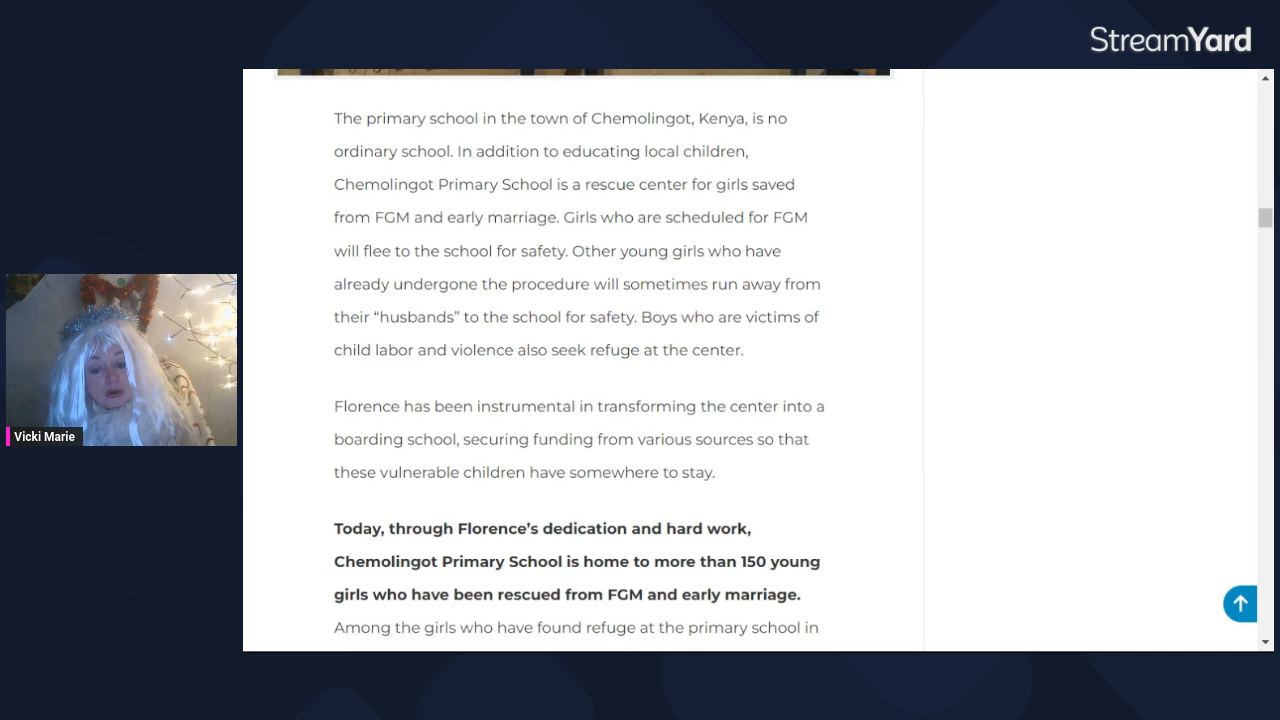 StreamYard
The primary school in the town of Chemolingot, Kenya, is no
ordinary school. In addition to educating local children,
Chemolingot Primary School is a rescue center for girls saved
from FGM and early marriage. Girls who are scheduled for FGM
will flee to the school for safety. Other young girls who have
already undergone the procedure will sometimes run away from
their “husbands” to the school for safety. Boys who are victims of
child labor and violence also seek refuge at the center.
Florence has been instrumental in transforming the center into a
boarding school, securing funding from various sources so that
these vulnerable children have somewhere to stay.
Today, through Florence’s dedication and hard work,
Chemolingot Primary School is home to more than 150 young
girls who have been rescued from FGM and early marriage.
Among the girls who have found refuge at the primary school in
Vicki Marie